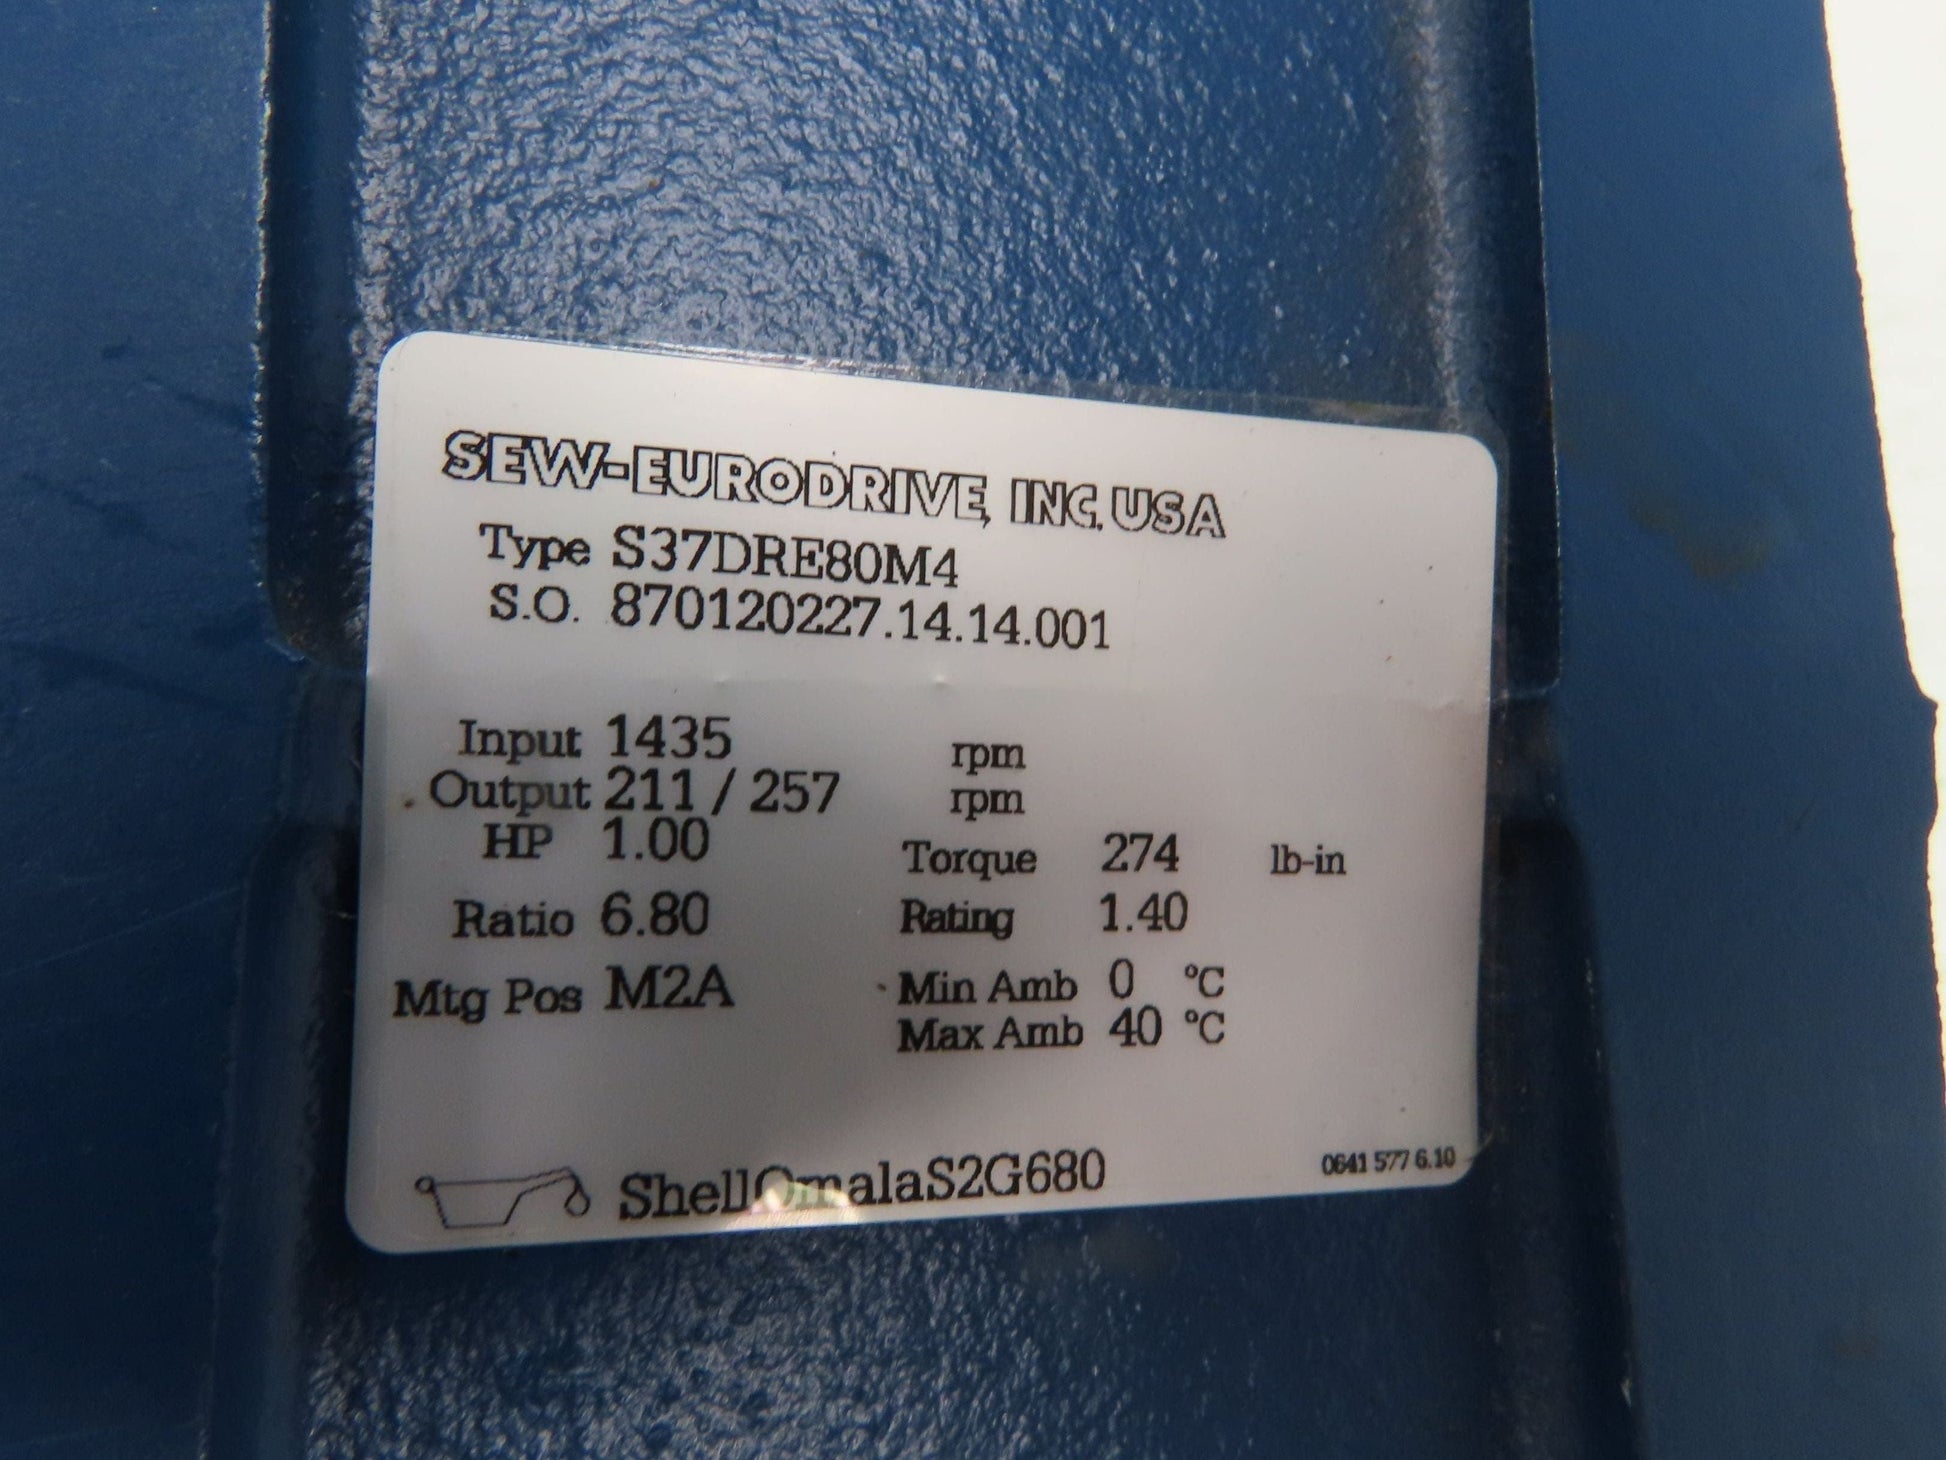 SEW-EURODRIVE, INC. USA
Type S37DRE80M4
S.O. 870120227.14.14.001
Input 1435 rpm
Output 211 / 257 rpm
HP 1.00 Torque 274 lb-in
Ratio 6.80 Rating 1.40
Mtg Pos M2A Min Amb 0 °C
Max Amb 40 °C
ShellOmalaS2G680 0641 577 6.10